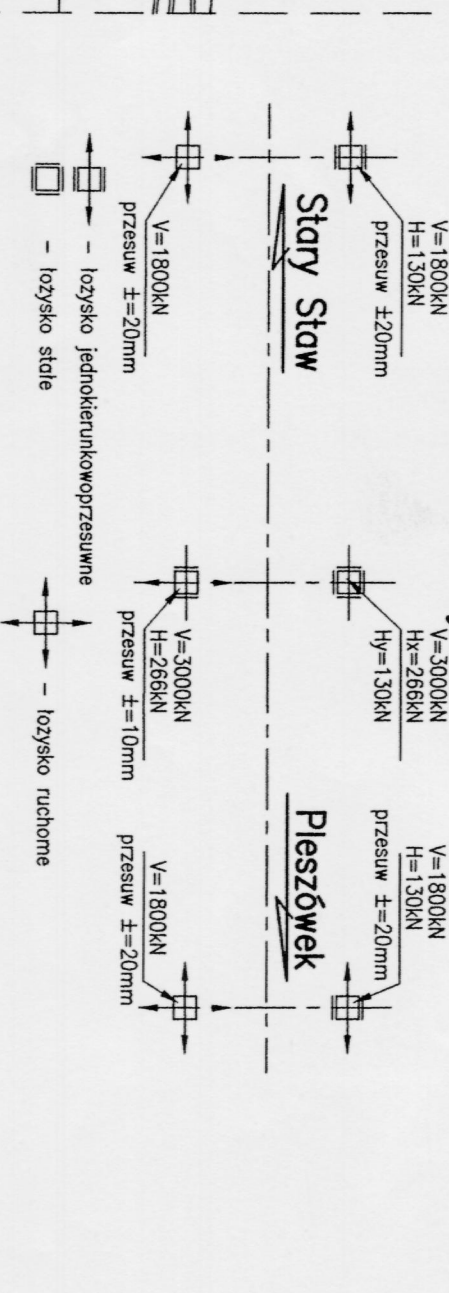 V=1800kN
H=130kN
przesuw ±20mm
V=3000kN
Hx=266kN
Hy=130kN
V=1800kN
H=130kN
przesuw ±=20mm
Stary Staw
Pleszówek
V=1800kN
przesuw ±=20mm
V=3000kN
H=266kN
przesuw ±=10mm
V=1800kN
przesuw ±=20mm
– łożysko jednokierunkowoprzesuwne
– łożysko stałe
– łożysko ruchome